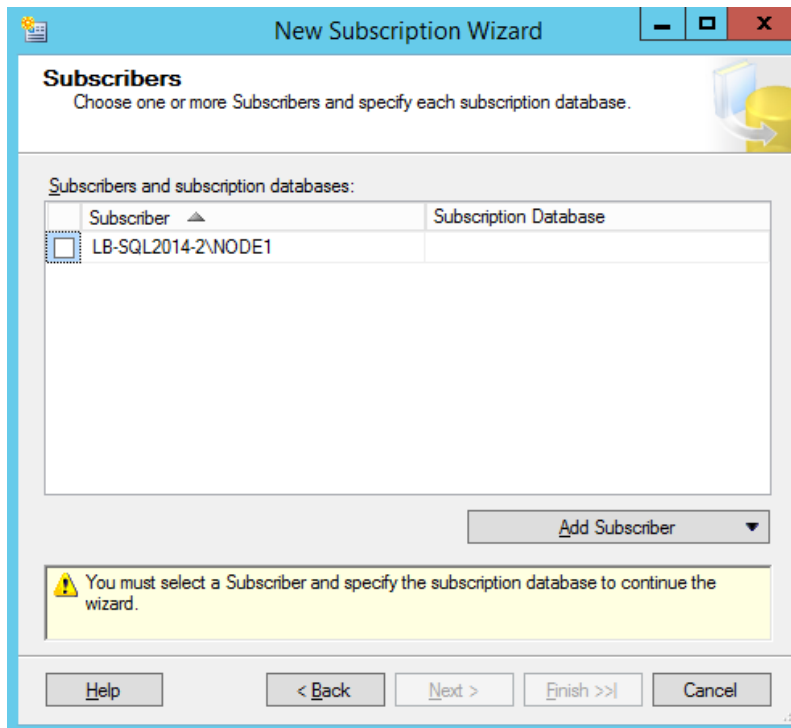 New Subscription Wizard
Subscribers
Choose one or more Subscribers and specify each subscription database.
Subscribers and subscription databases:
Subscriber Subscription Database
LB-SQL2014-2\NODE1
Add Subscriber
You must select a Subscriber and specify the subscription database to continue the
wizard.
Help < Back Next > Finish >>| Cancel